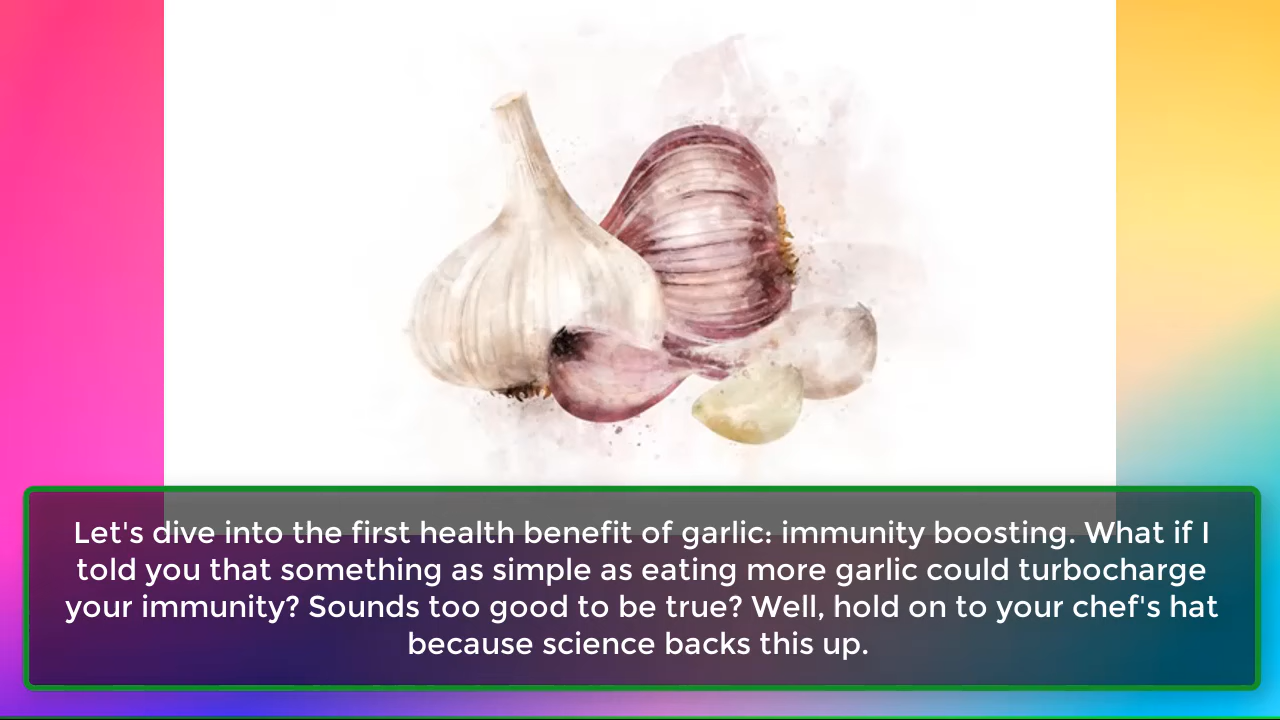 Let's dive into the first health benefit of garlic: immunity boosting. What if I
told you that something as simple as eating more garlic could turbocharge
your immunity? Sounds too good to be true? Well, hold on to your chef's hat
because science backs this up.